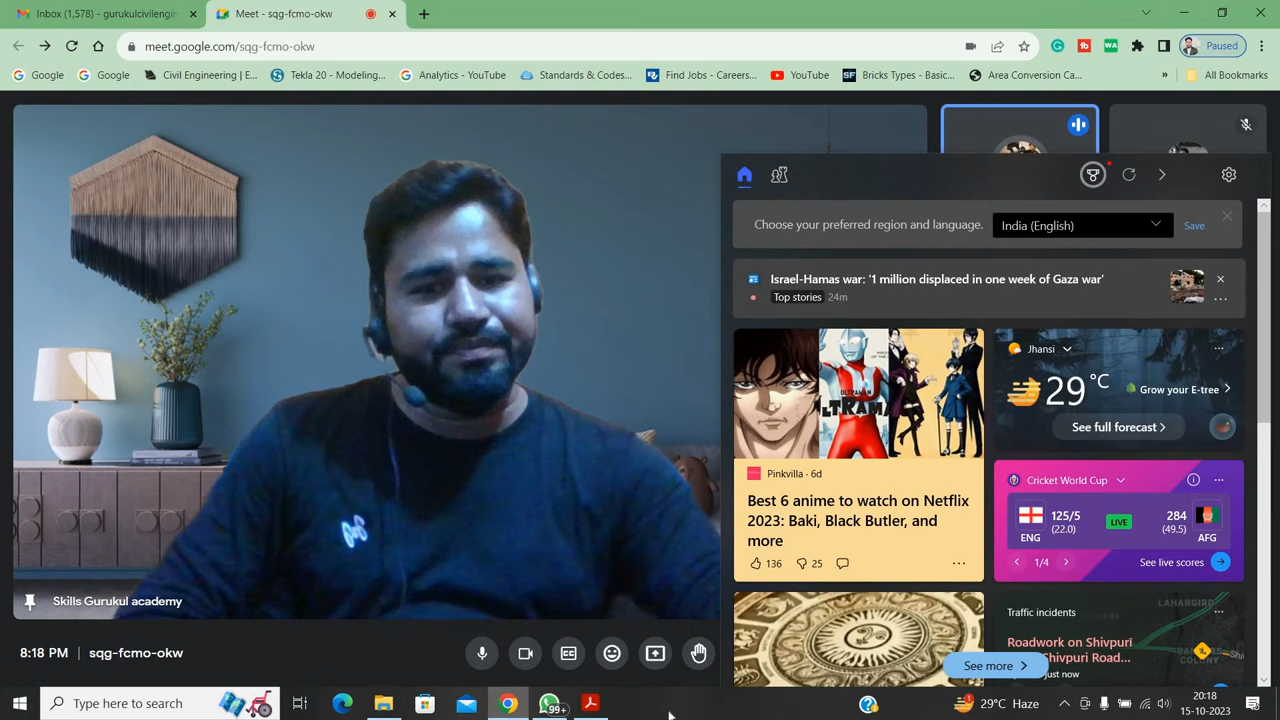 Inbox (1,578) - gurukulcivilengin
Meet - sqg-fcmo-okw
meet.google.com/sqg-fcmo-okw
Paused
Google
Google
Civil Engineering | E...
Tekla 20 - Modeling...
Analytics - YouTube
Standards & Codes...
Find Jobs - Careers...
YouTube
Bricks Types - Basic...
Area Conversion Ca...
»
All Bookmarks
Choose your preferred region and language.
India (English)
Save
Israel-Hamas war: '1 million displaced in one week of Gaza war'
Top stories 24m
Jhansi
29 °C
Grow your E-tree
See full forecast
ULTRAMA
Pinkvilla · 6d
Best 6 anime to watch on Netflix
2023: Baki, Black Butler, and
more
136
25
Cricket World Cup
125/5
(22.0)
ENG
LIVE
284
(49.5)
AFG
1/4
See live scores
Traffic incidents
LAHARGIRD
Roadwork on Shivpuri
Shivpuri Road...
just now
COLONY
See more
Skills Gurukul academy
8:18 PM
sqg-fcmo-okw
Type here to search
99+
29°C Haze
20:18
15-10-2023